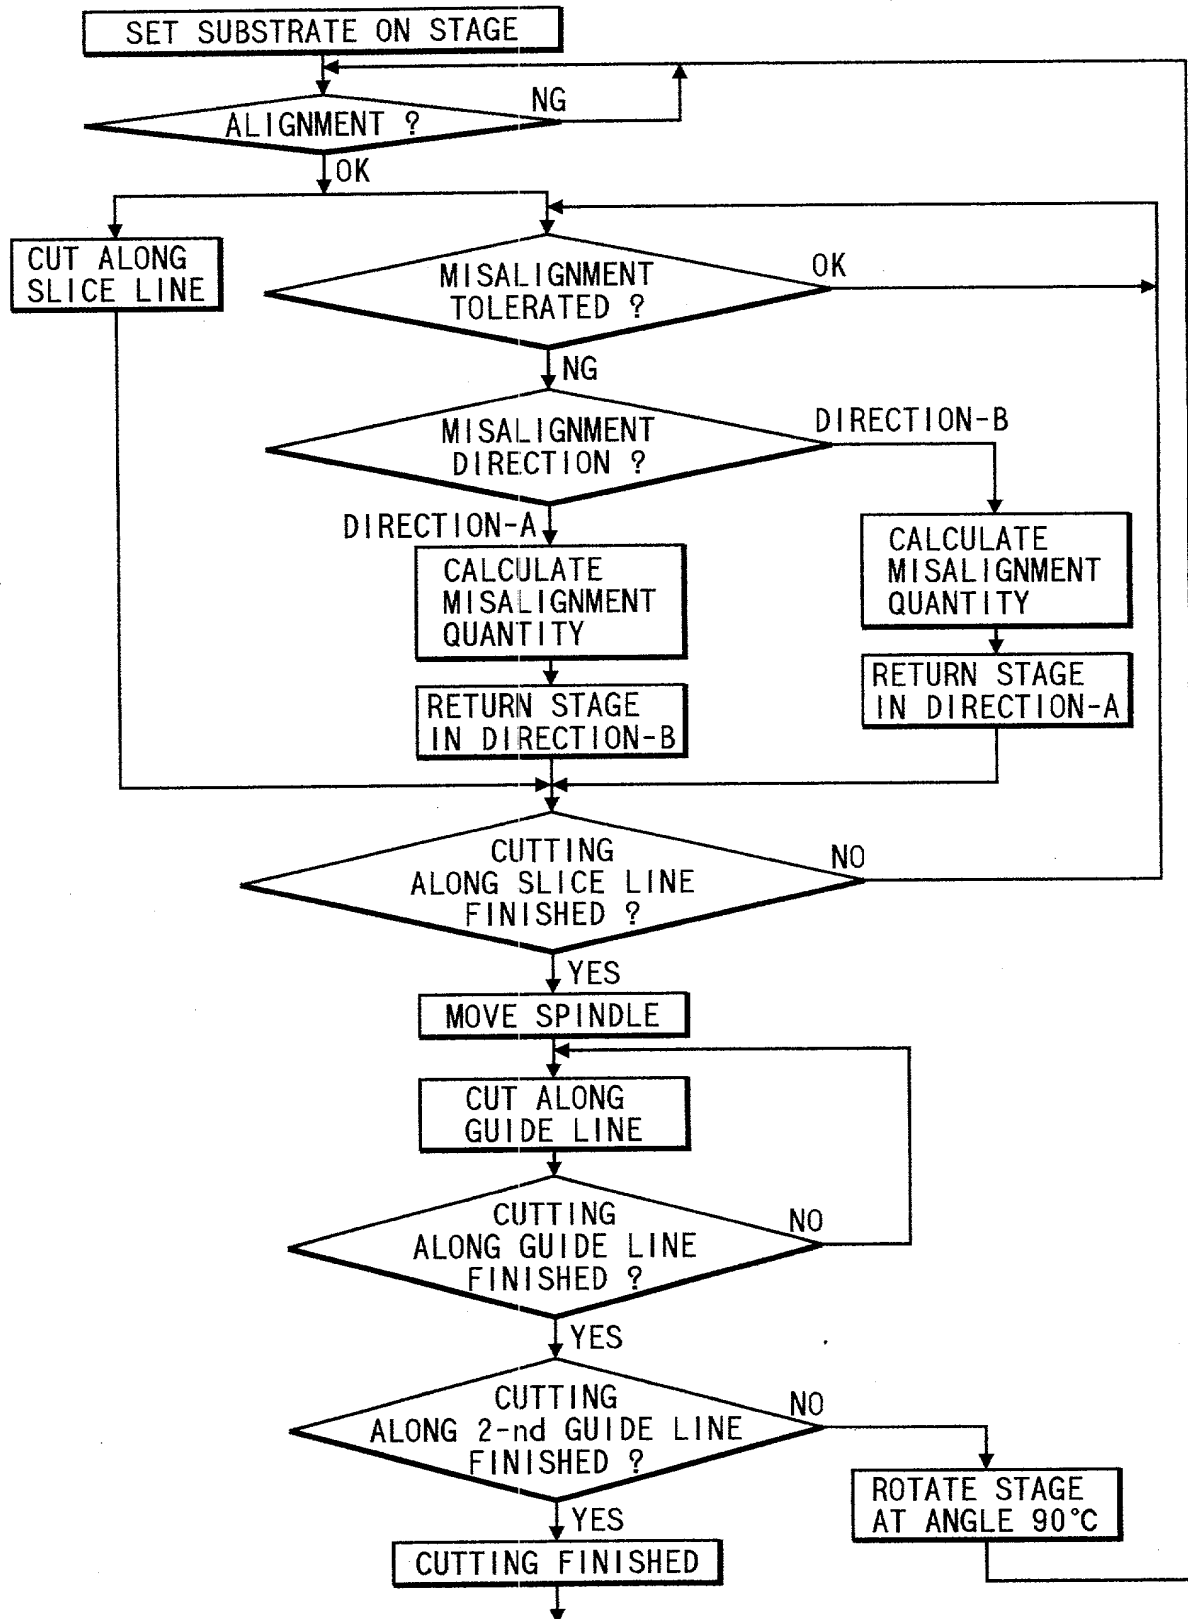 SET SUBSTRATE ON STAGE
NG
ALIGNMENT ?
OK
CUT ALONG
SLICE LINE
MISALIGNMENT
TOLERATED ?
OK
NG
MISALIGNMENT
DIRECTION ?
DIRECTION-B
DIRECTION-A
CALCULATE
MISALIGNMENT
QUANTITY
CALCULATE
MISALIGNMENT
QUANTITY
RETURN STAGE
IN DIRECTION-B
RETURN STAGE
IN DIRECTION-A
CUTTING
ALONG SLICE LINE
FINISHED ?
NO
YES
MOVE SPINDLE
CUT ALONG
GUIDE LINE
CUTTING
ALONG GUIDE LINE
FINISHED ?
NO
YES
CUTTING
ALONG 2-nd GUIDE LINE
FINISHED ?
NO
ROTATE STAGE
AT ANGLE 90°C
YES
CUTTING FINISHED